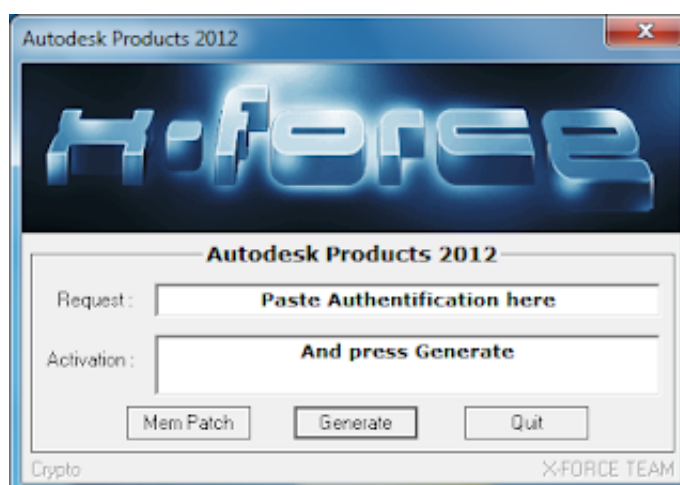 Autodesk Products 2012
x
X-FORCE
Autodesk Products 2012
Request :
Paste Authentification here
Activation :
And press Generate
Mem Patch
Generate
Quit
Crypto
X-FORCE TEAM